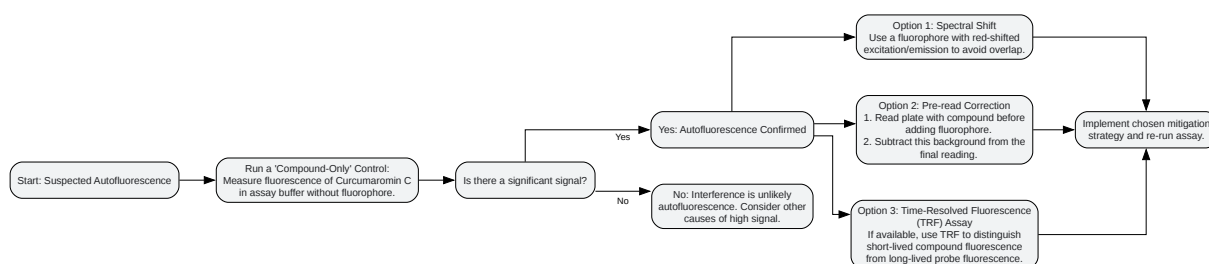 Start: Suspected Autofluorescence
Run a 'Compound-Only' Control:
Measure fluorescence of Curcumaromin C
in assay buffer without fluorophore.
Is there a significant signal?
Yes
No
Yes: Autofluorescence Confirmed
No: Interference is unlikely
autofluorescence. Consider other
causes of high signal.
Option 1: Spectral Shift
Use a fluorophore with red-shifted
excitation/emission to avoid overlap.
Option 2: Pre-read Correction
1. Read plate with compound before
adding fluorophore.
2. Subtract this background from the
final reading.
Option 3: Time-Resolved Fluorescence
(TRF) Assay
If available, use TRF to distinguish
short-lived compound fluorescence
from long-lived probe fluorescence.
Implement chosen mitigation
strategy and re-run assay.